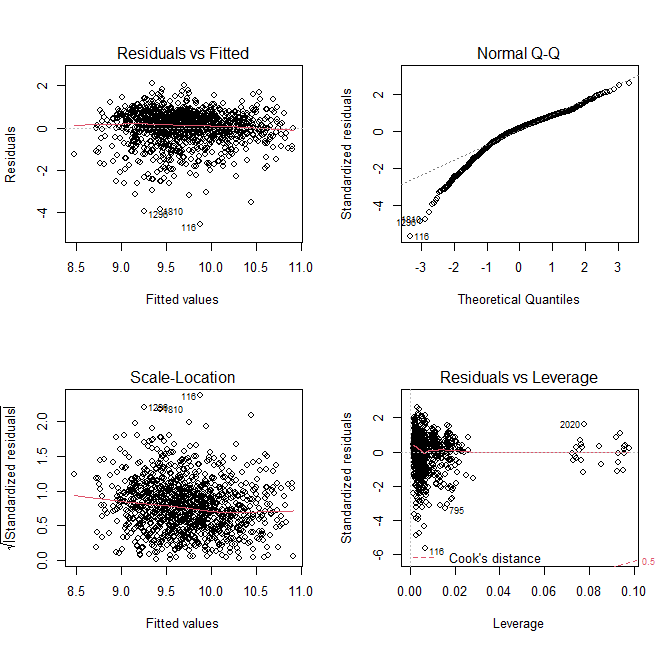 Residuals vs Fitted
Residuals
2
0
-2
-4
1296
1810
116
8.5 9.0 9.5 10.0 10.5 11.0
Fitted values
Normal Q-Q
Standardized residuals
2
0
-2
-4
1810
1296
116
-3 -2 -1 0 1 2 3
Theoretical Quantiles
Scale-Location
√|Standardized residuals|
2.0
1.5
1.0
0.5
0.0
116
1296
1810
8.5 9.0 9.5 10.0 10.5 11.0
Fitted values
Residuals vs Leverage
Standardized residuals
2
0
-2
-4
-6
2020
795
116
Cook's distance
0.5
0.00 0.02 0.04 0.06 0.08 0.10
Leverage